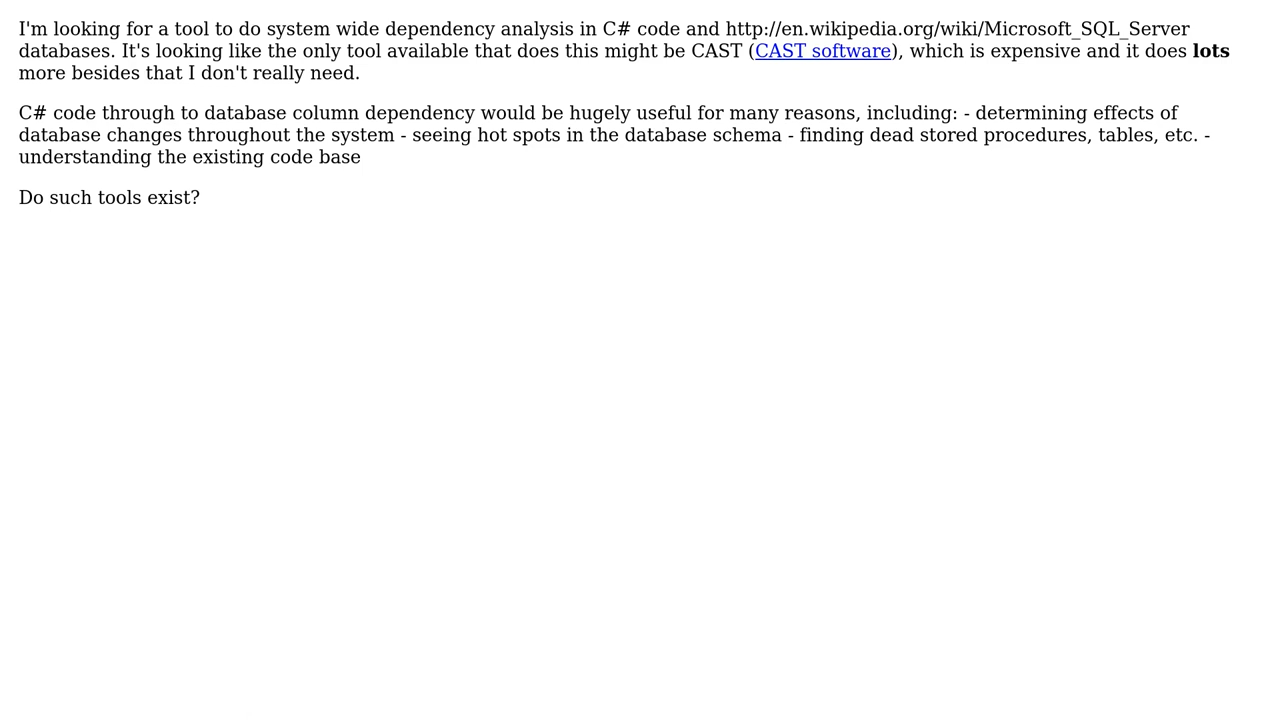 I'm looking for a tool to do system wide dependency analysis in C# code and http://en.wikipedia.org/wiki/Microsoft_SQL_Server
databases. It's looking like the only tool available that does this might be CAST (CAST software), which is expensive and it does lots
more besides that I don't really need.
C# code through to database column dependency would be hugely useful for many reasons, including: - determining effects of
database changes throughout the system - seeing hot spots in the database schema - finding dead stored procedures, tables, etc. -
understanding the existing code base
Do such tools exist?